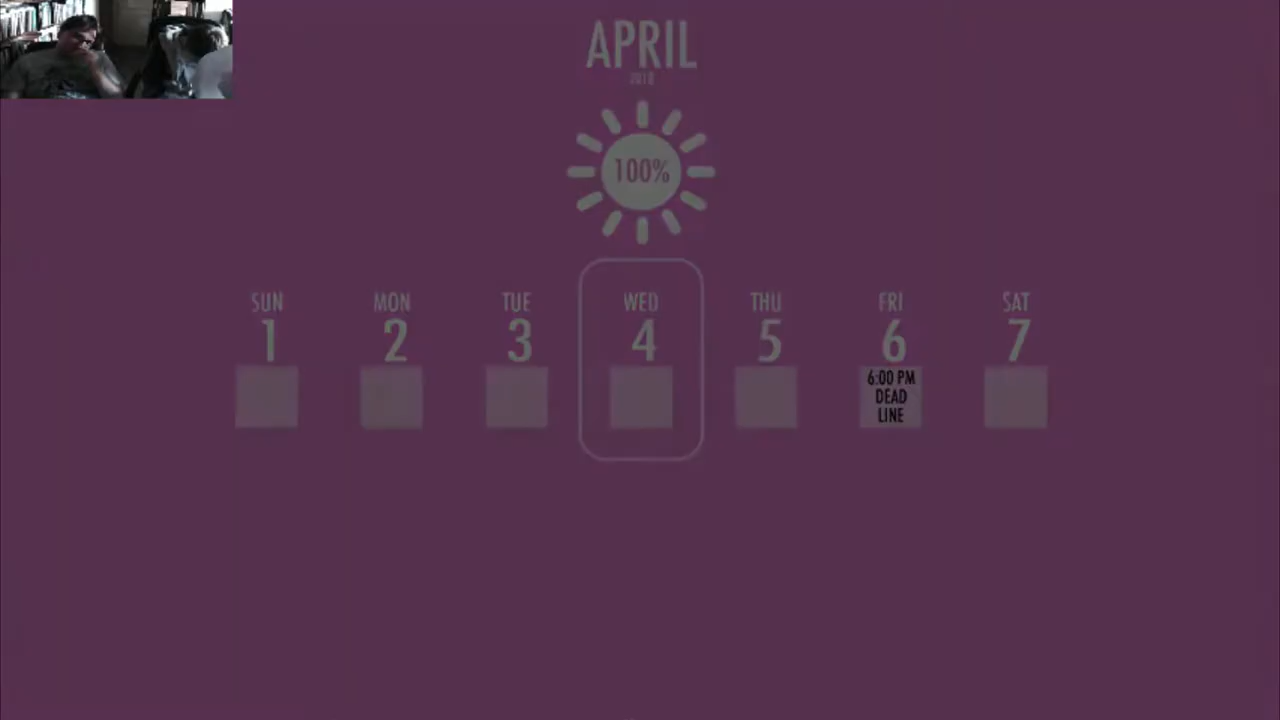 APRIL
2018
100%
SUN MON TUE WED THU FRI SAT
1 2 3 4 5 6 7
6:00 PM
DEAD
LINE